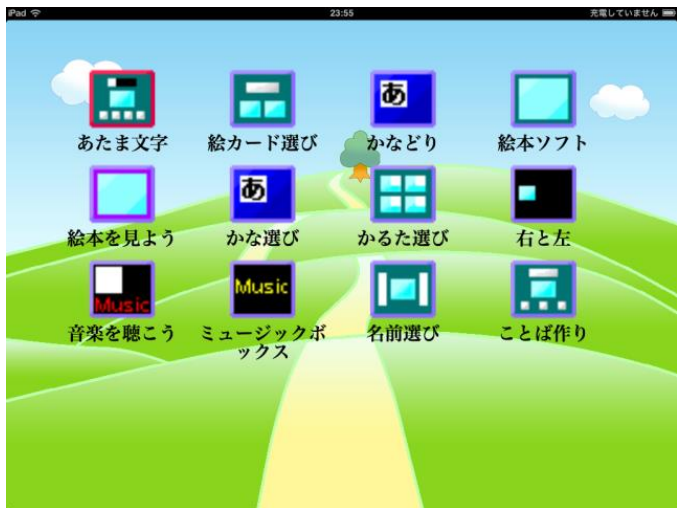 iPad 23:55 充電していません
あたま文字 絵カード選び かなどり 絵本ソフト
あ
絵本を見よう かな選び かるた選び 右と左
あ
音楽を聴こう ミュージックボ
ックス 名前選び ことば作り
Music Music